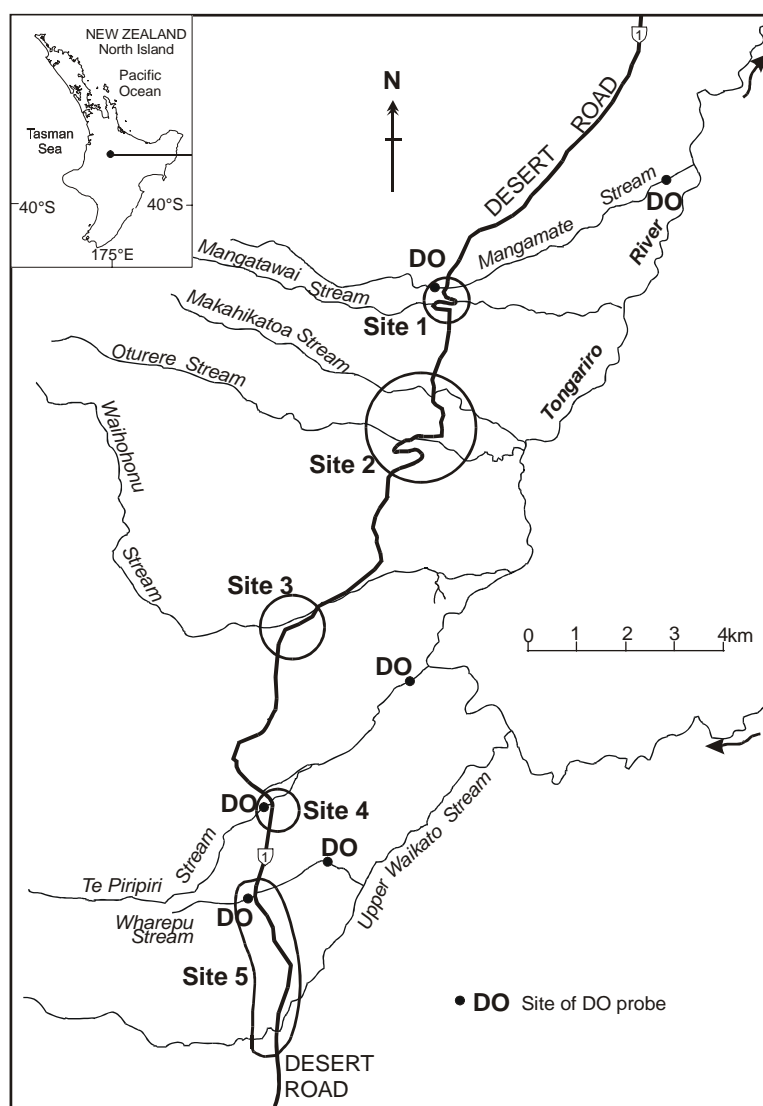 NEW ZEALAND
North Island
Pacific
Ocean
Tasman
Sea
40°S
40°S
175°E
1
N
DESERT ROAD
Mangamate Stream
DO
River
Mangatawai
Stream
DO
Site 1
Makahikatoa Stream
Oturere Stream
Tongariro
Site 2
Waihohonu
Stream
Site 3
0 1 2 3 4km
DO
DO
Site 4
Te Piripiri
Stream
1
DO
Upper Waikato Stream
Wharepu
Stream
DO
Site 5
DO Site of DO probe
DESERT
ROAD